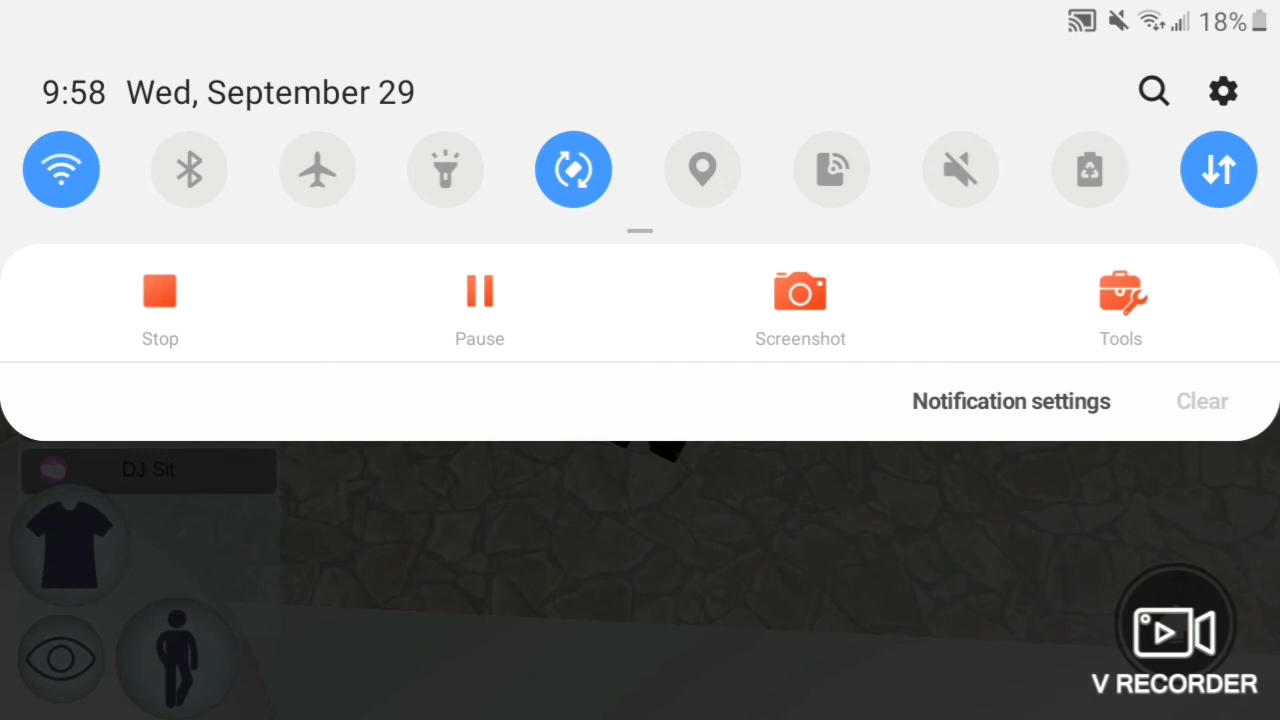 18%
9:58 Wed, September 29
Stop Pause Screenshot Tools
Notification settings Clear
DJ Sit
V RECORDER